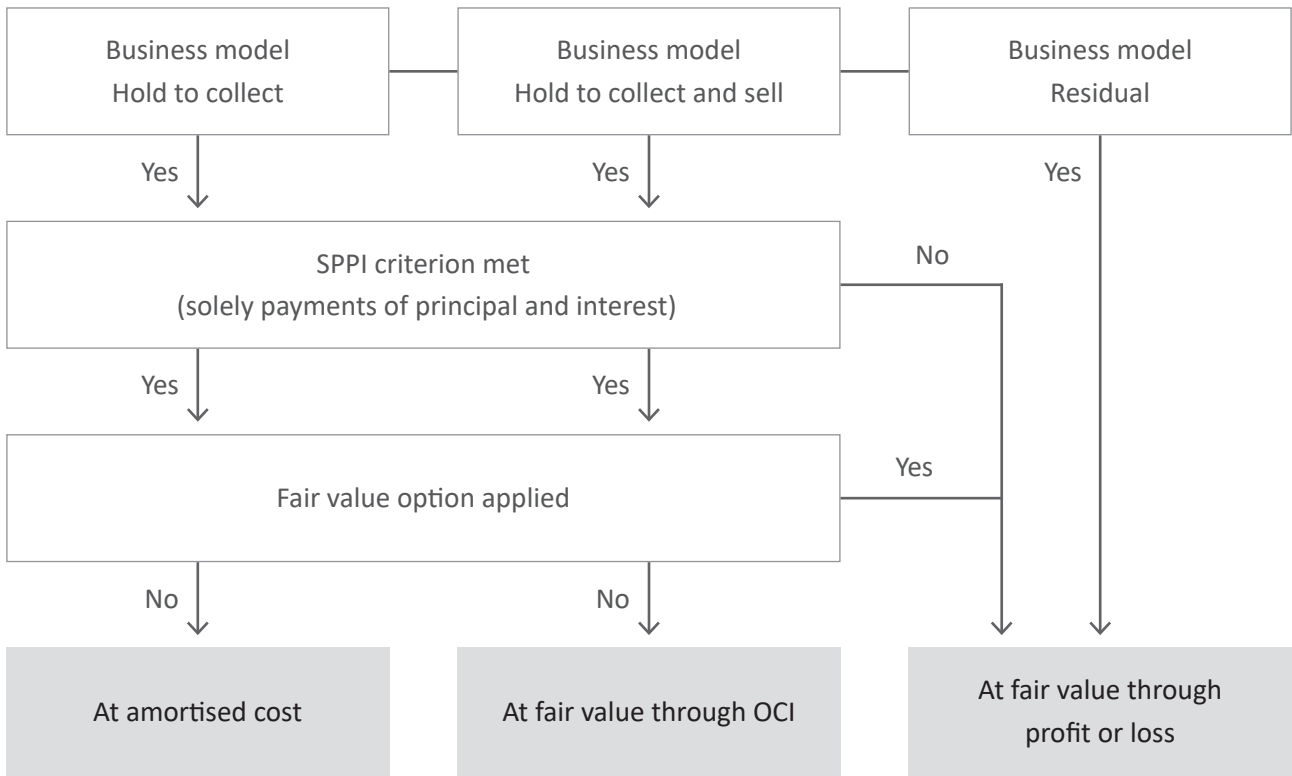 Business model
Hold to collect
Business model
Hold to collect and sell
Business model
Residual
Yes
Yes
Yes
SPPI criterion met
(solely payments of principal and interest)
No
Yes
Yes
Fair value option applied
Yes
No
No
At amortised cost
At fair value through OCI
At fair value through
profit or loss